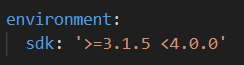 environment:
  sdk: '>=3.1.5 <4.0.0'